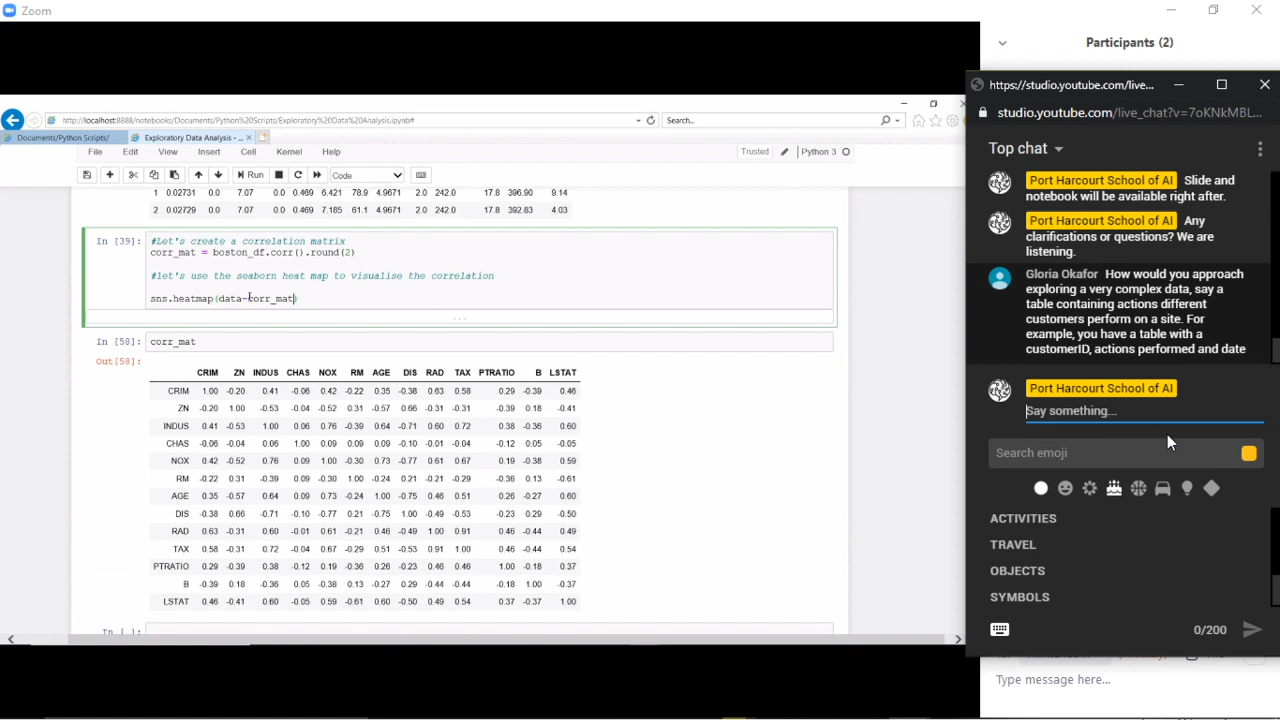 Zoom
Participants (2)
https://studio.youtube.com/live...
studio.youtube.com/live_chat?v=7oKNkMBL...
http://localhost:8888/notebooks/Documents/Python%20Scripts/Exploratory%20Data%20Analysis.ipynb#
Search...
Documents/Python Scripts/
Exploratory Data Analysis - ...
File Edit View Insert Cell Kernel Help
Trusted Python 3
Run Code
1 0.02731 0.0 7.07 0.0 0.469 6.421 78.9 4.9671 2.0 242.0 17.8 396.90 9.14
2 0.02729 0.0 7.07 0.0 0.469 7.185 61.1 4.9671 2.0 242.0 17.8 392.83 4.03
In [39]: #Let's create a correlation matrix
corr_mat = boston_df.corr().round(2)
#let's use the seaborn heat map to visualise the correlation
sns.heatmap(data=corr_mat)
...
In [58]: corr_mat
Out[58]:
CRIM ZN INDUS CHAS NOX RM AGE DIS RAD TAX PTRATIO B LSTAT
CRIM 1.00 -0.20 0.41 -0.06 0.42 -0.22 0.35 -0.38 0.63 0.58 0.29 -0.39 0.46
ZN -0.20 1.00 -0.53 -0.04 -0.52 0.31 -0.57 0.66 -0.31 -0.31 -0.39 0.18 -0.41
INDUS 0.41 -0.53 1.00 0.06 0.76 -0.39 0.64 -0.71 0.60 0.72 0.38 -0.36 0.60
CHAS -0.06 -0.04 0.06 1.00 0.09 0.09 0.09 -0.10 -0.01 -0.04 -0.12 0.05 -0.05
NOX 0.42 -0.52 0.76 0.09 1.00 -0.30 0.73 -0.77 0.61 0.67 0.19 -0.38 0.59
RM -0.22 0.31 -0.39 0.09 -0.30 1.00 -0.24 0.21 -0.21 -0.29 -0.36 0.13 -0.61
AGE 0.35 -0.57 0.64 0.09 0.73 -0.24 1.00 -0.75 0.46 0.51 0.26 -0.27 0.60
DIS -0.38 0.66 -0.71 -0.10 -0.77 0.21 -0.75 1.00 -0.49 -0.53 -0.23 0.29 -0.50
RAD 0.63 -0.31 0.60 -0.01 0.61 -0.21 0.46 -0.49 1.00 0.91 0.46 -0.44 0.49
TAX 0.58 -0.31 0.72 -0.04 0.67 -0.29 0.51 -0.53 0.91 1.00 0.46 -0.44 0.54
PTRATIO 0.29 -0.39 0.38 -0.12 0.19 -0.36 0.26 -0.23 0.46 0.46 1.00 -0.18 0.37
B -0.39 0.18 -0.36 0.05 -0.38 0.13 -0.27 0.29 -0.44 -0.44 -0.18 1.00 -0.37
LSTAT 0.46 -0.41 0.60 -0.05 0.59 -0.61 0.60 -0.50 0.49 0.54 0.37 -0.37 1.00
In [ ]:
Top chat
Port Harcourt School of AI Slide and
notebook will be available right after.
Port Harcourt School of AI Any
clarifications or questions? We are
listening.
Gloria Okafor How would you approach
exploring a very complex data, say a
table containing actions different
customers perform on a site. For
example, you have a table with a
customerID, actions performed and date
Port Harcourt School of AI
Say something...
Search emoji
ACTIVITIES
TRAVEL
OBJECTS
SYMBOLS
0/200
Type message here...